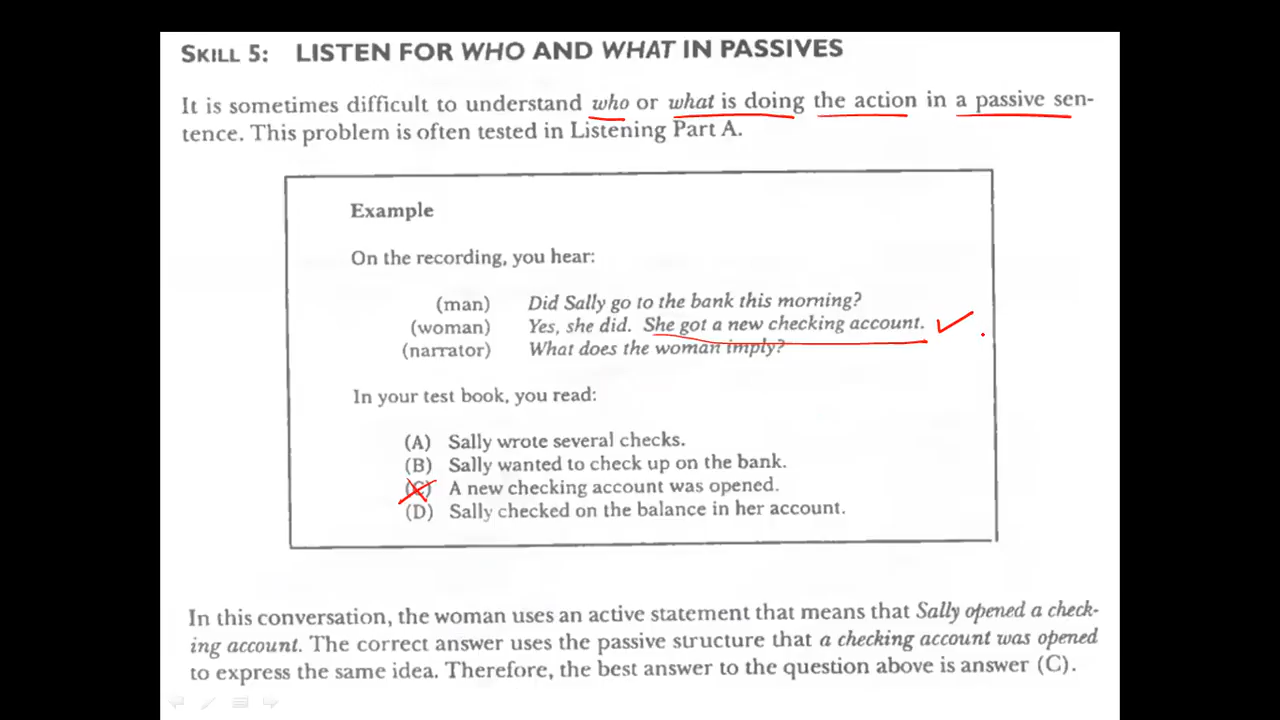 SKILL 5: LISTEN FOR WHO AND WHAT IN PASSIVES
It is sometimes difficult to understand who or what is doing the action in a passive sen-
tence. This problem is often tested in Listening Part A.
Example
On the recording, you hear:
(man) Did Sally go to the bank this morning?
(woman) Yes, she did. She got a new checking account.
(narrator) What does the woman imply?
In your test book, you read:
(A) Sally wrote several checks.
(B) Sally wanted to check up on the bank.
(C) A new checking account was opened.
(D) Sally checked on the balance in her account.
In this conversation, the woman uses an active statement that means that Sally opened a check-
ing account. The correct answer uses the passive structure that a checking account was opened
to express the same idea. Therefore, the best answer to the question above is answer (C).